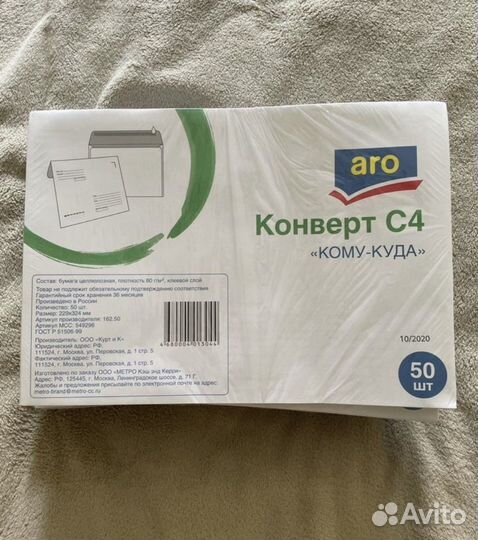 aro
Конверт С4
«КОМУ-КУДА»
Состав: бумага целлюлозная, плотность 80 г/м², клеевой слой
Товар не подлежит обязательному подтверждению соответствия
Гарантийный срок хранения 36 месяцев
Произведено в России
Количество: 50 шт.
Размер: 229х324 мм
Артикул производителя: 162.50
Артикул МСС: 549298
ГОСТ Р 51506-99
Производитель: ООО «Курт и К»
Юридический адрес: РФ,
111524, г. Москва, ул. Перовская, д. 1 стр. 5
Фактический адрес: РФ,
111524, г. Москва, ул. Перовская, д. 1 стр. 5
Изготовлено по заказу ООО «МЕТРО Кэш энд Керри»
Адрес: РФ, 125445, г. Москва, Ленинградское шоссе, д. 71 Г.
Жалобы и предложения присылайте по электронной почте на адрес
metro-brand@metro-cc.ru
4680004013044
10/2020
50
шт
Avito